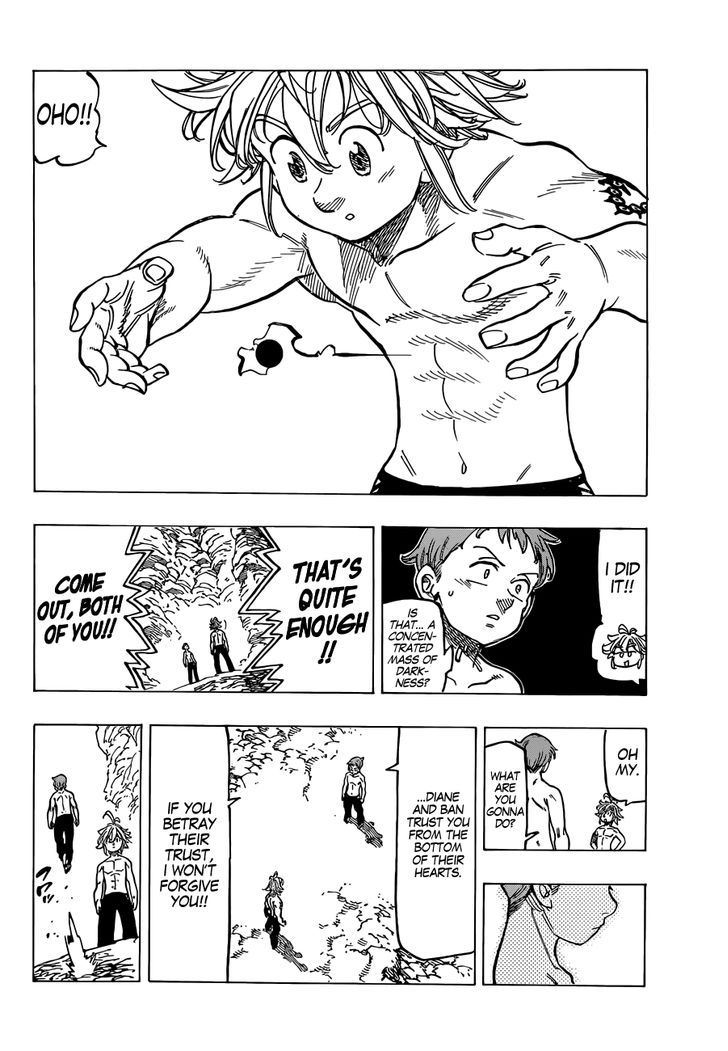 OHO!!
I DID
IT!!
IS
THAT... A
CONCEN-
TRATED
MASS OF
DARK-
NESS?
THAT'S
QUITE
ENOUGH
!!
COME
OUT, BOTH
OF YOU!!
OH
MY.
WHAT
ARE
YOU
GONNA
DO?
...DIANE
AND BAN
TRUST YOU
FROM THE
BOTTOM
OF THEIR
HEARTS.
IF YOU
BETRAY
THEIR
TRUST,
I WON'T
FORGIVE
YOU!!